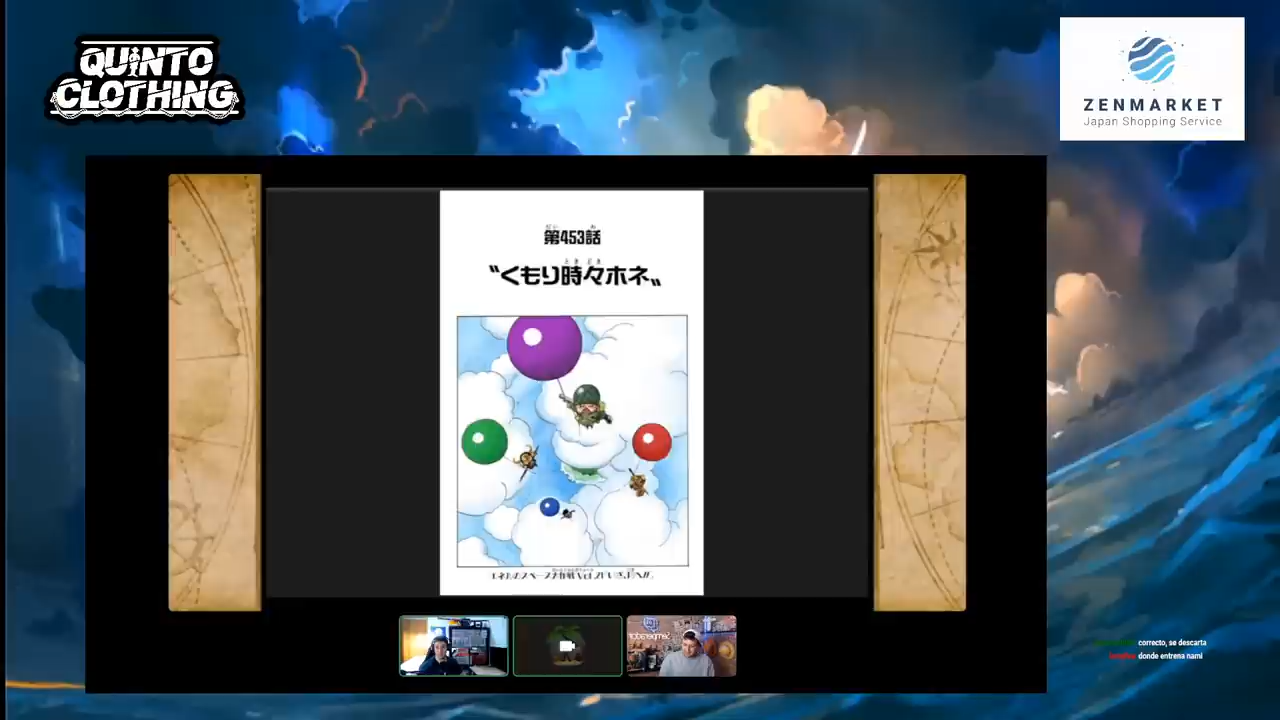 QUINTO
CLOTHING
ZENMARKET
Japan Shopping Service
第453話
〝くもり時々ホネ〟
correcto, se descarta
donde entrena nami